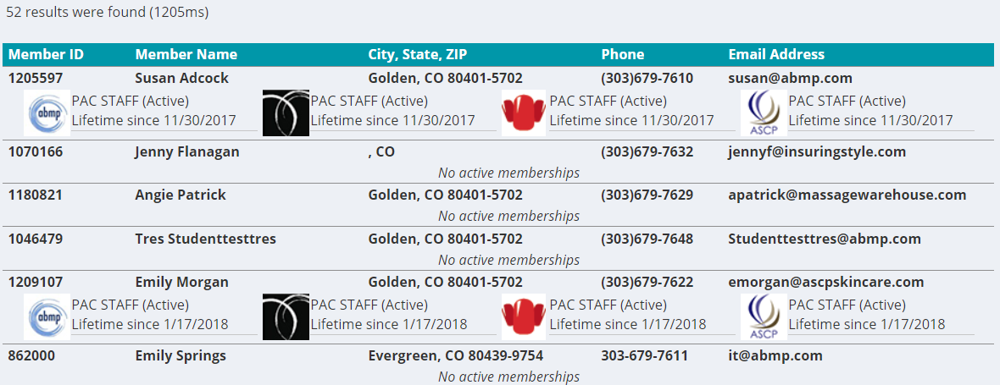 52 results were found (1205ms)
Member ID Member Name City, State, ZIP Phone Email Address
1205597 Susan Adcock Golden, CO 80401-5702 (303)679-7610 susan@abmp.com
abmp PAC STAFF (Active) PAC STAFF (Active) PAC STAFF (Active) ASCP PAC STAFF (Active)
Lifetime since 11/30/2017 Lifetime since 11/30/2017 Lifetime since 11/30/2017 Lifetime since 11/30/2017
1070166 Jenny Flanagan , CO (303)679-7632 jennyf@insuringstyle.com
No active memberships
1180821 Angie Patrick Golden, CO 80401-5702 (303)679-7629 apatrick@massagewarehouse.com
No active memberships
1046479 Tres Studenttesttres Golden, CO 80401-5702 (303)679-7648 Studenttesttres@abmp.com
No active memberships
1209107 Emily Morgan Golden, CO 80401-5702 (303)679-7622 emorgan@ascpskincare.com
abmp PAC STAFF (Active) PAC STAFF (Active) PAC STAFF (Active) ASCP PAC STAFF (Active)
Lifetime since 1/17/2018 Lifetime since 1/17/2018 Lifetime since 1/17/2018 Lifetime since 1/17/2018
862000 Emily Springs Evergreen, CO 80439-9754 303-679-7611 it@abmp.com
No active memberships